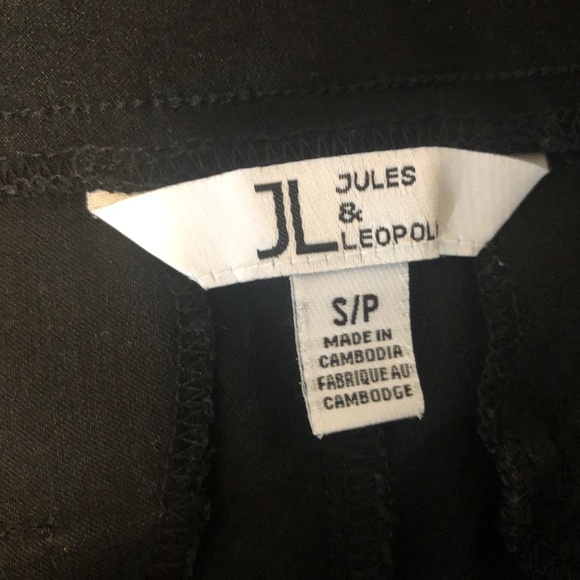 JL
JULES
&
LEOPOL
S/P
MADE IN
CAMBODIA
FABRIQUE AU
CAMBODGE